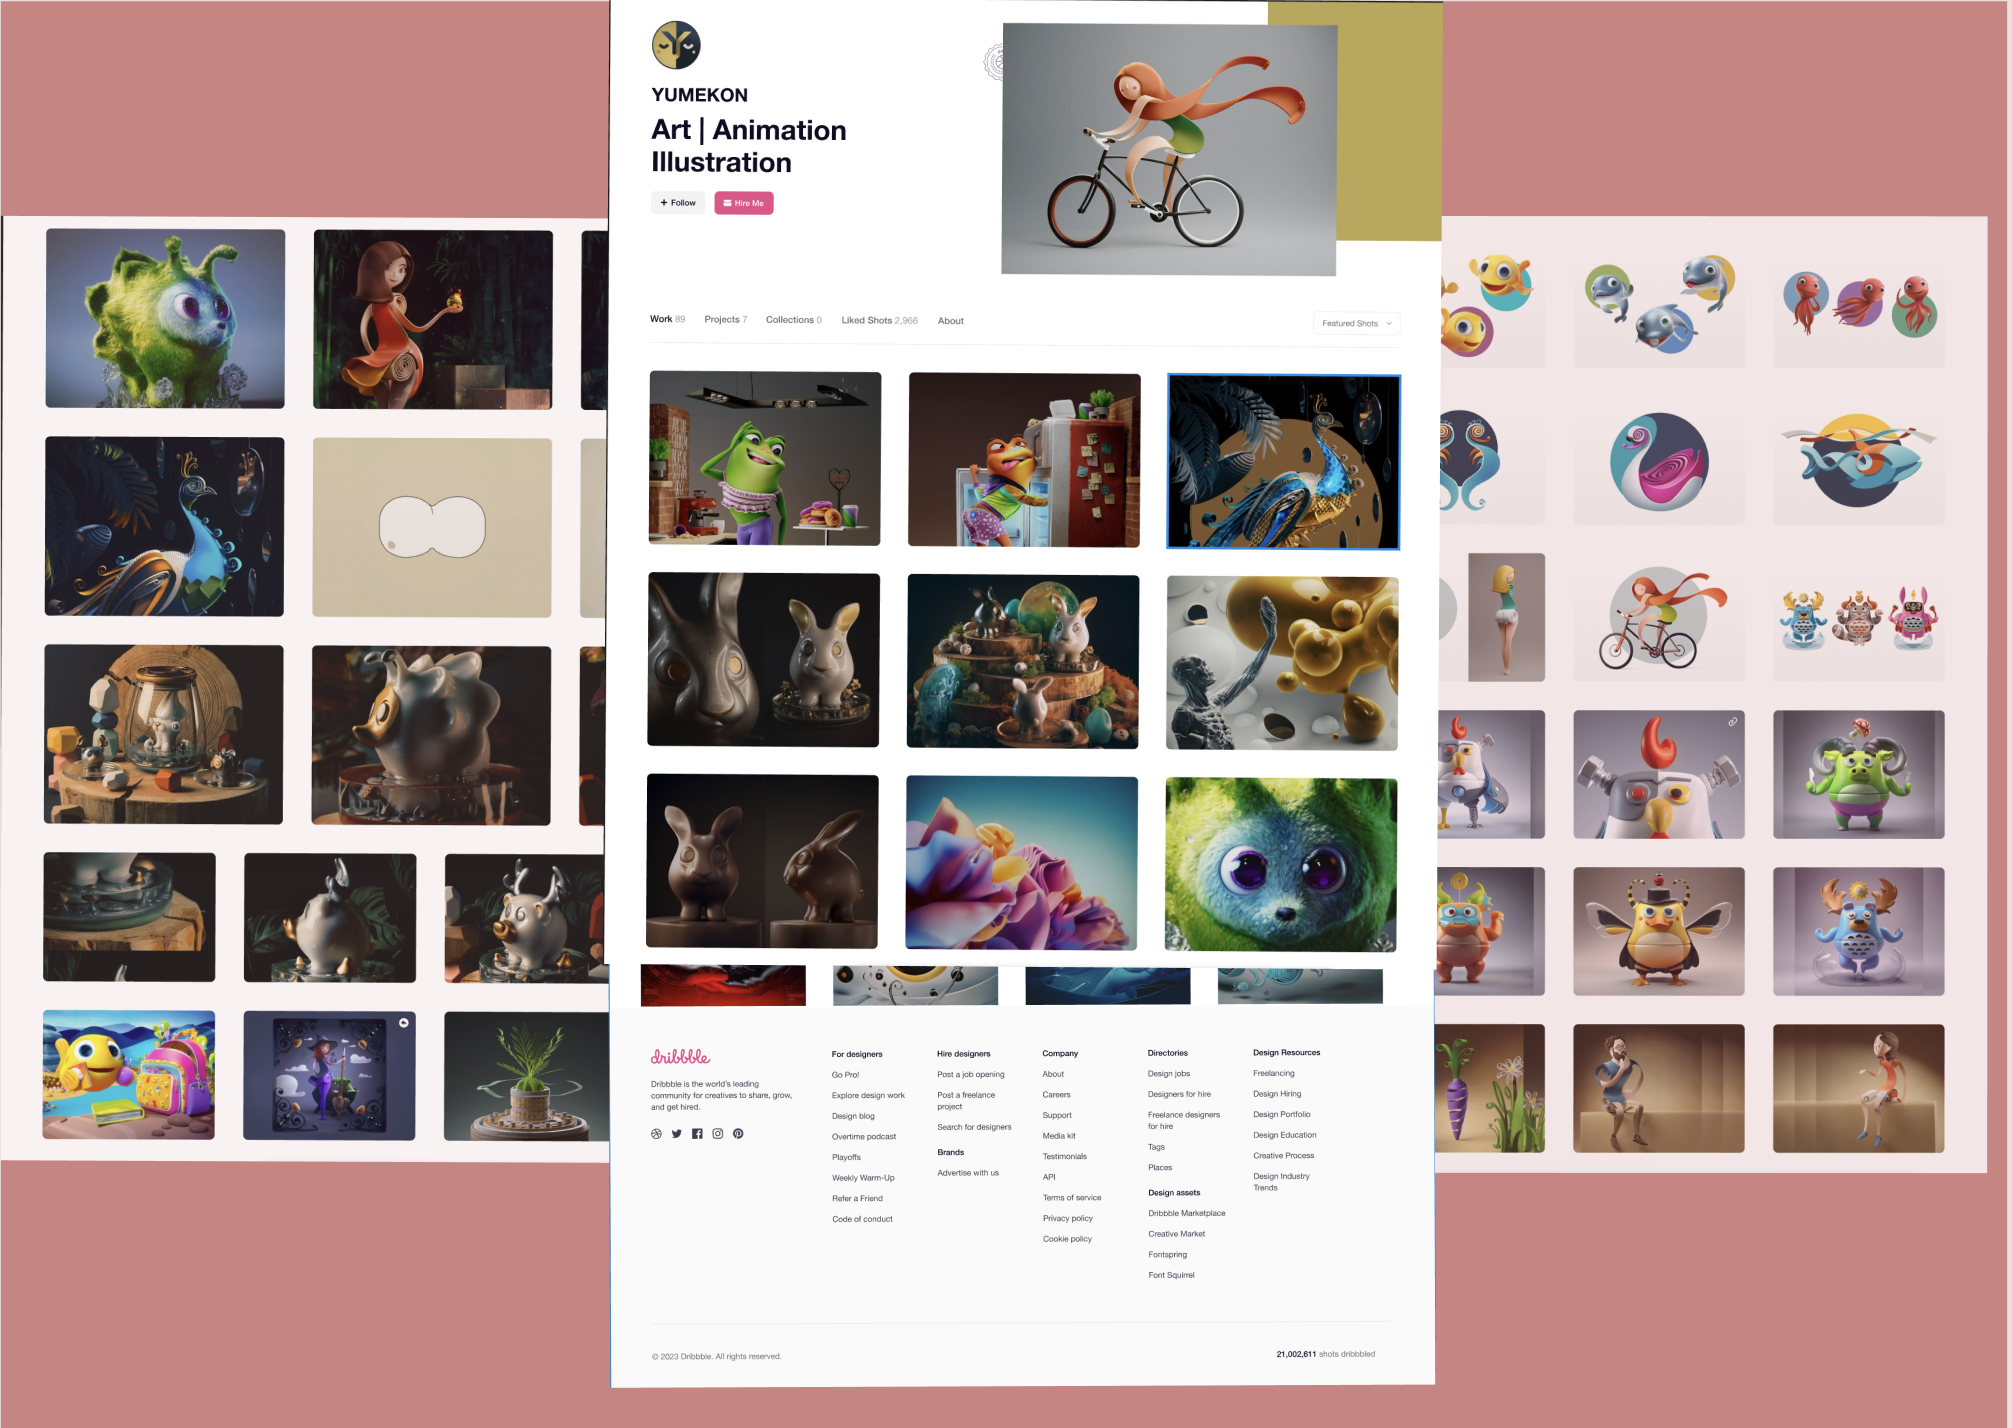 YUMEKON
Art | Animation
Illustration
+ Follow
Hire Me
Work 89
Projects 7
Collections 0
Liked Shots 2,966
About
Featured Shots
dribbble
Dribbble is the world's leading
community for creatives to share, grow,
and get hired.
For designers
Go Pro!
Explore design work
Design blog
Overtime podcast
Playoffs
Weekly Warm-Up
Refer a Friend
Code of conduct
Hire designers
Post a job opening
Post a freelance
project
Search for designers
Brands
Advertise with us
Company
About
Careers
Support
Media kit
Testimonials
API
Terms of service
Privacy policy
Cookie policy
Directories
Design jobs
Designers for hire
Freelance designers
for hire
Tags
Places
Design assets
Dribbble Marketplace
Creative Market
Fontspring
Font Squirrel
Design Resources
Freelancing
Design Hiring
Design Portfolio
Design Education
Creative Process
Design Industry
Trends
© 2023 Dribbble. All rights reserved.
21,002,611 shots dribbbled